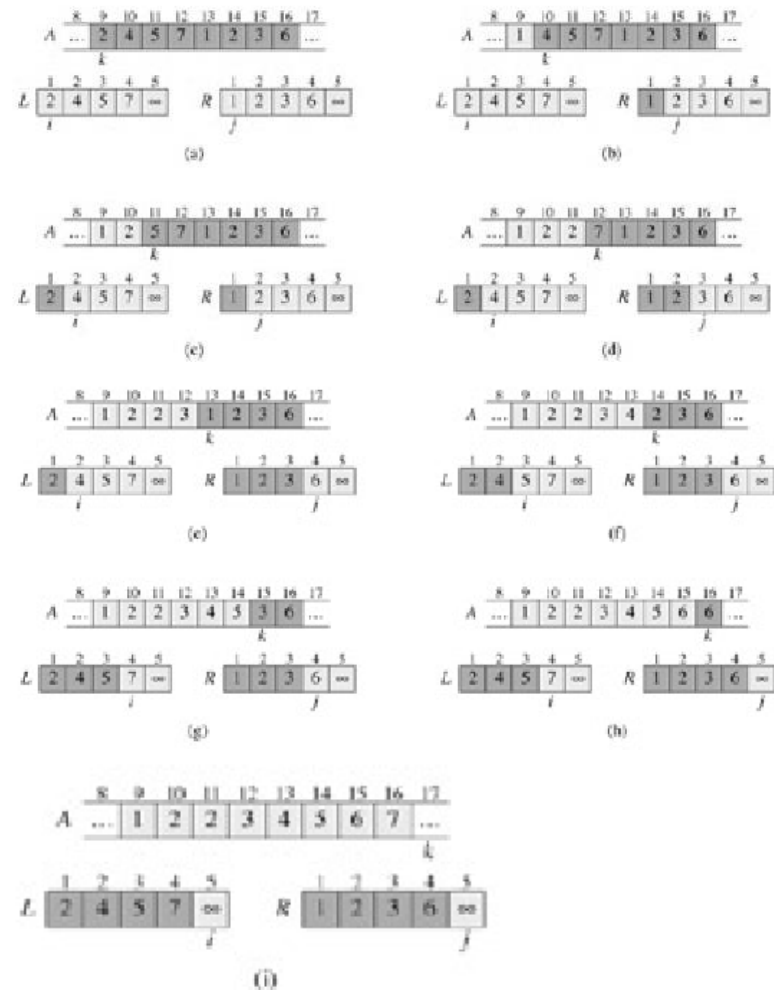 8 9 10 11 12 13 14 15 16 17 8 9 10 11 12 13 14 15 16 17
A ... 2 4 5 7 1 2 3 6 ... A ... 1 4 5 7 1 2 3 6 ...
k k
1 2 3 4 5 1 2 3 4 5 1 2 3 4 5 1 2 3 4 5
L 2 4 5 7 ∞ R 1 2 3 6 ∞ L 2 4 5 7 ∞ R 1 2 3 6 ∞
i j i j
(a) (b)
8 9 10 11 12 13 14 15 16 17 8 9 10 11 12 13 14 15 16 17
A ... 1 2 5 7 1 2 3 6 ... A ... 1 2 2 7 1 2 3 6 ...
k k
1 2 3 4 5 1 2 3 4 5 1 2 3 4 5 1 2 3 4 5
L 2 4 5 7 ∞ R 1 2 3 6 ∞ L 2 4 5 7 ∞ R 1 2 3 6 ∞
i j i j
(c) (d)
8 9 10 11 12 13 14 15 16 17 8 9 10 11 12 13 14 15 16 17
A ... 1 2 2 3 1 2 3 6 ... A ... 1 2 2 3 4 2 3 6 ...
k k
1 2 3 4 5 1 2 3 4 5 1 2 3 4 5 1 2 3 4 5
L 2 4 5 7 ∞ R 1 2 3 6 ∞ L 2 4 5 7 ∞ R 1 2 3 6 ∞
i j i j
(e) (f)
8 9 10 11 12 13 14 15 16 17 8 9 10 11 12 13 14 15 16 17
A ... 1 2 2 3 4 5 3 6 ... A ... 1 2 2 3 4 5 6 6 ...
k k
1 2 3 4 5 1 2 3 4 5 1 2 3 4 5 1 2 3 4 5
L 2 4 5 7 ∞ R 1 2 3 6 ∞ L 2 4 5 7 ∞ R 1 2 3 6 ∞
i j i j
(g) (h)
8 9 10 11 12 13 14 15 16 17
A ... 1 2 2 3 4 5 6 7 ...
k
1 2 3 4 5 1 2 3 4 5
L 2 4 5 7 ∞ R 1 2 3 6 ∞
i j
(i)